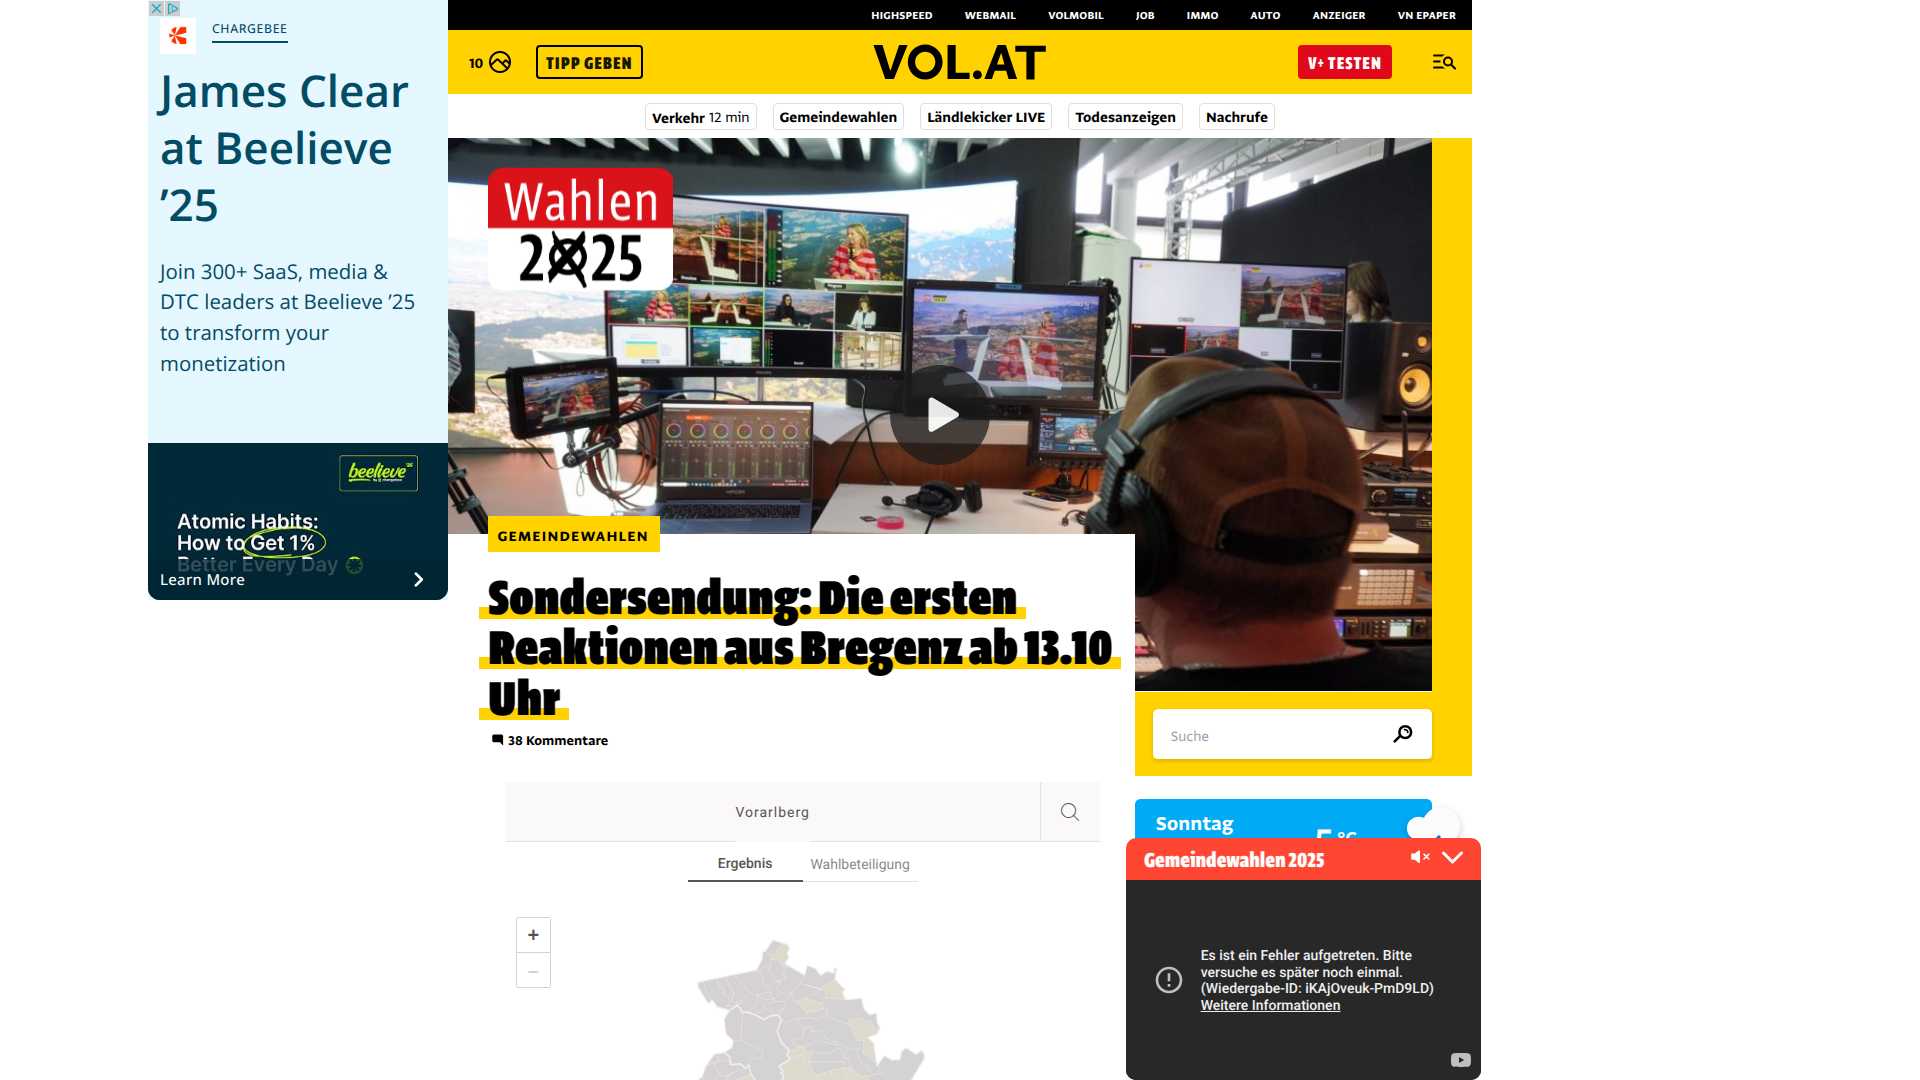 CHARGEBEE
James Clear
at Beelieve
’25
Join 300+ SaaS, media &
DTC leaders at Beelieve ’25
to transform your
monetization
beelieve
Atomic Habits:
How to Get 1%
Better Every Day
Learn More
HIGHSPEED
WEBMAIL
VOLMOBIL
JOB
IMMO
AUTO
ANZEIGER
VN EPAPER
10
TIPP GEBEN
VOL.AT
V+ TESTEN
Verkehr 12 min
Gemeindewahlen
Ländlekicker LIVE
Todesanzeigen
Nachrufe
Wahlen
2025
GEMEINDEWAHLEN
Sondersendung: Die ersten
Reaktionen aus Bregenz ab 13.10
Uhr
38 Kommentare
Suche
Vorarlberg
Ergebnis
Wahlbeteiligung
+
–
Sonntag
5 °C
Gemeindewahlen 2025
Es ist ein Fehler aufgetreten. Bitte
versuche es später noch einmal.
(Wiedergabe-ID: iKAjOveuk-PmD9LD)
Weitere Informationen